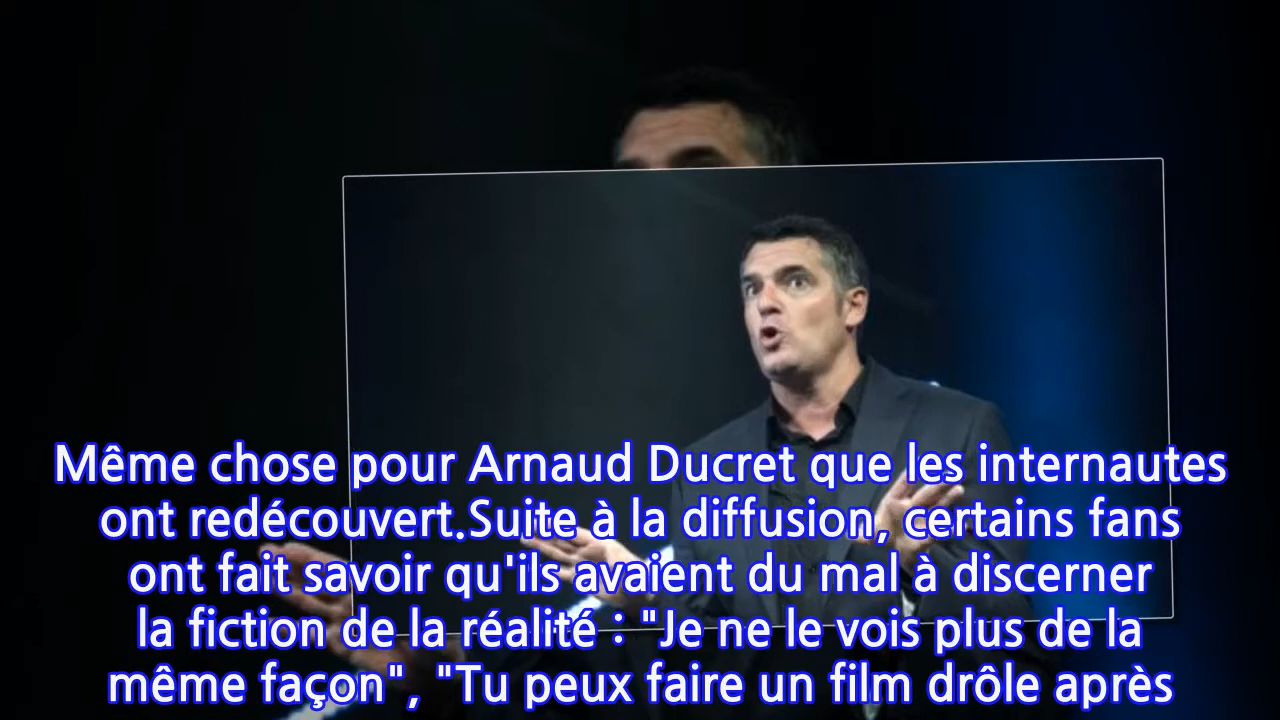 Même chose pour Arnaud Ducret que les internautes
ont redécouvert.Suite à la diffusion, certains fans
ont fait savoir qu'ils avaient du mal à discerner
la fiction de la réalité : "Je ne le vois plus de la
même façon", "Tu peux faire un film drôle après